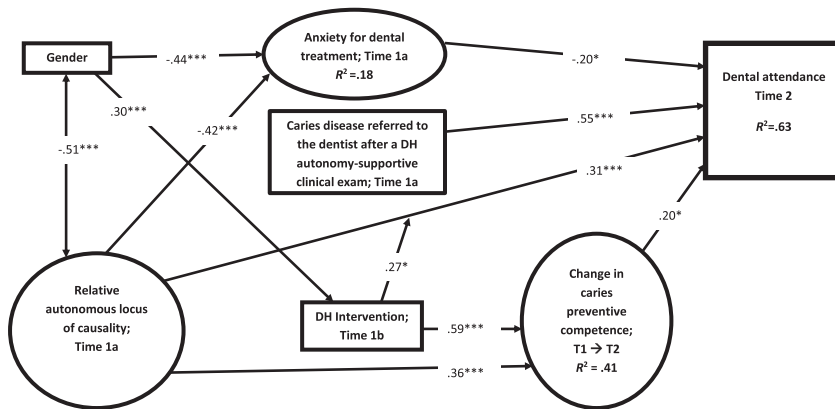 Gender
-.44***
Anxiety for dental
treatment; Time 1a
R² =.18
-.20*
Dental attendance
Time 2
R²=.63
.30***
-.42***
-.51***
Caries disease referred to
the dentist after a DH
autonomy-supportive
clinical exam; Time 1a
.55***
.31***
.20*
Relative
autonomous locus
of causality;
Time 1a
.27*
DH Intervention;
Time 1b
.59***
.36***
Change in
caries
preventive
competence;
T1 → T2
R² = .41